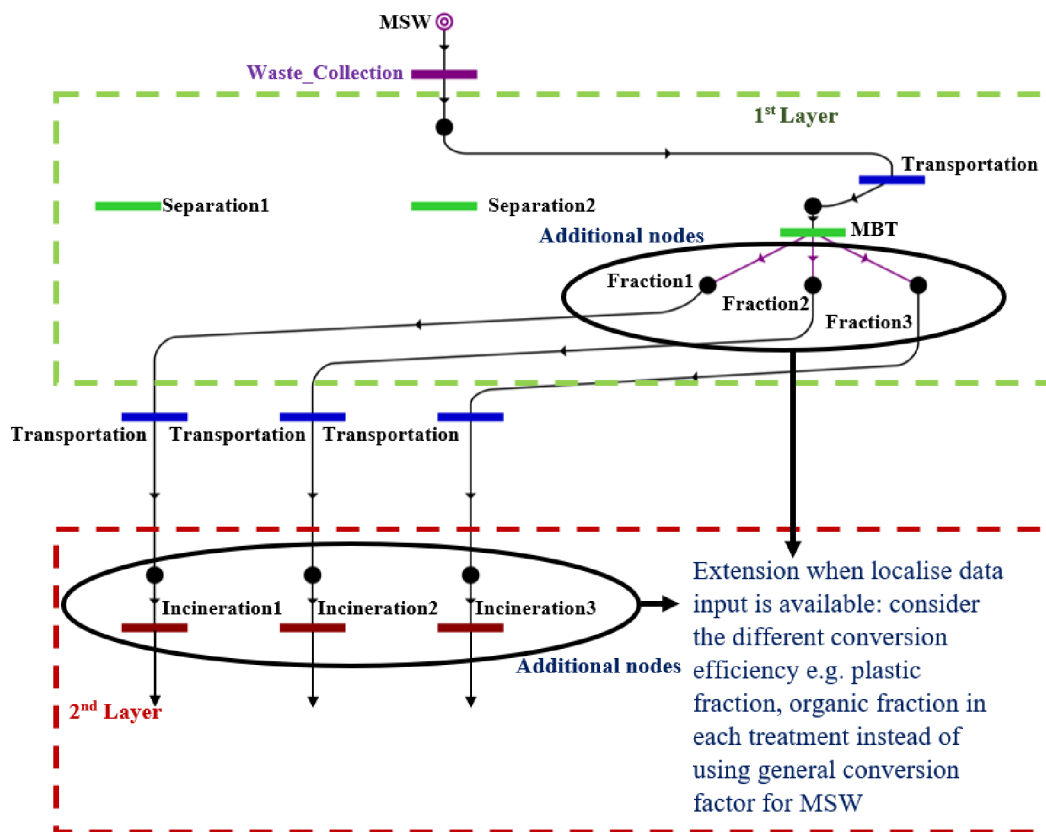 MSW
Waste_Collection
1st Layer
Transportation
Separation1
Separation2
MBT
Additional nodes
Fraction1
Fraction2
Fraction3
Transportation
Transportation
Transportation
Incineration1
Incineration2
Incineration3
Additional nodes
2nd Layer
Extension when localise data
input is available: consider
the different conversion
efficiency e.g. plastic
fraction, organic fraction in
each treatment instead of
using general conversion
factor for MSW